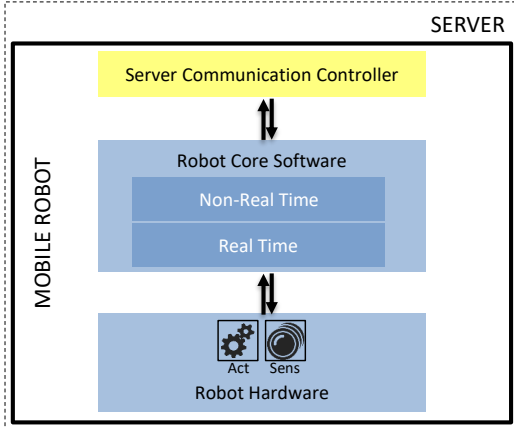 SERVER
MOBILE ROBOT
Server Communication Controller
Robot Core Software
Non-Real Time
Real Time
Act Sens
Robot Hardware